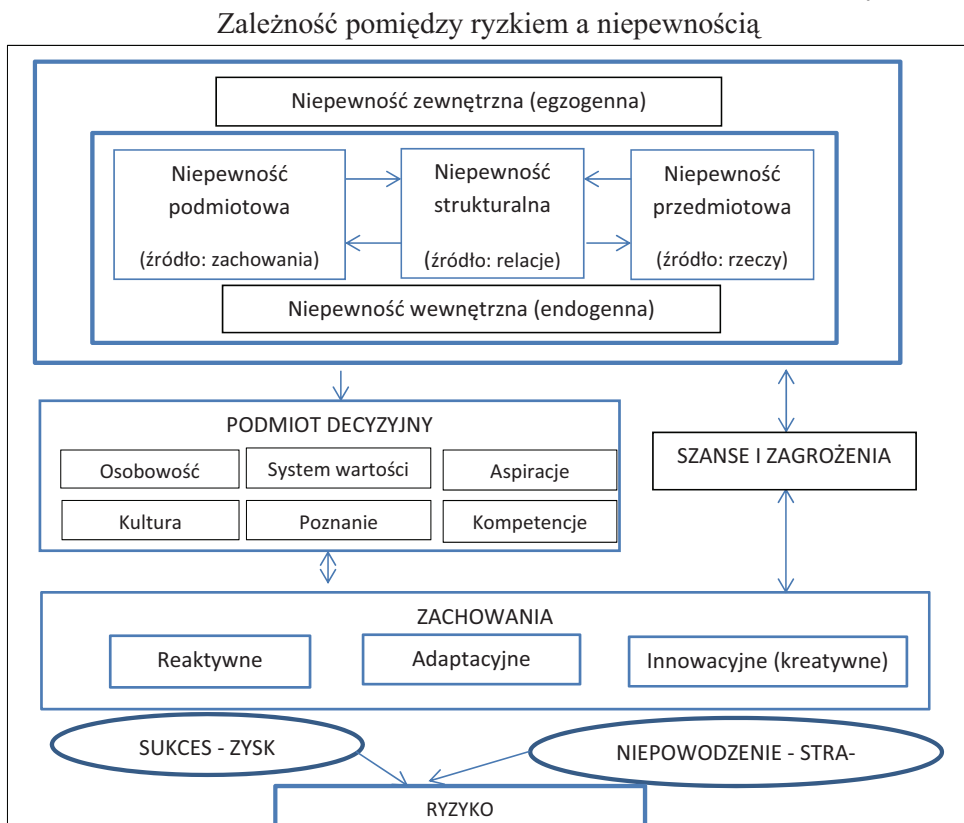 Zależność pomiędzy ryzkiem a niepewnością
Niepewność zewnętrzna (egzogenna)
Niepewność
podmiotowa
(źródło: zachowania)
Niepewność
strukturalna
(źródło: relacje)
Niepewność
przedmiotowa
(źródło: rzeczy)
Niepewność wewnętrzna (endogenna)
PODMIOT DECYZYJNY
Osobowość
System wartości
Aspiracje
Kultura
Poznanie
Kompetencje
SZANSE I ZAGROŻENIA
ZACHOWANIA
Reaktywne
Adaptacyjne
Innowacyjne (kreatywne)
SUKCES - ZYSK
NIEPOWODZENIE - STRA-
RYZYKO